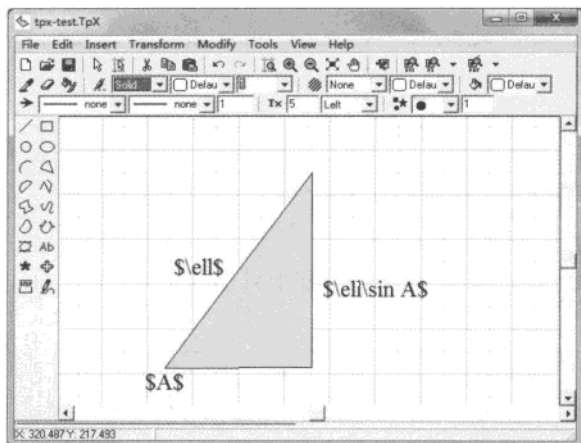 tpx-test.TpX
File Edit Insert Transform Modify Tools View Help
Solid Defau 1 None Defau Defau
none none 1 Tx 5 Left 1
Ab
$\ell$
$\ell\sin A$
$A$
X: 320.487 Y: 217.493